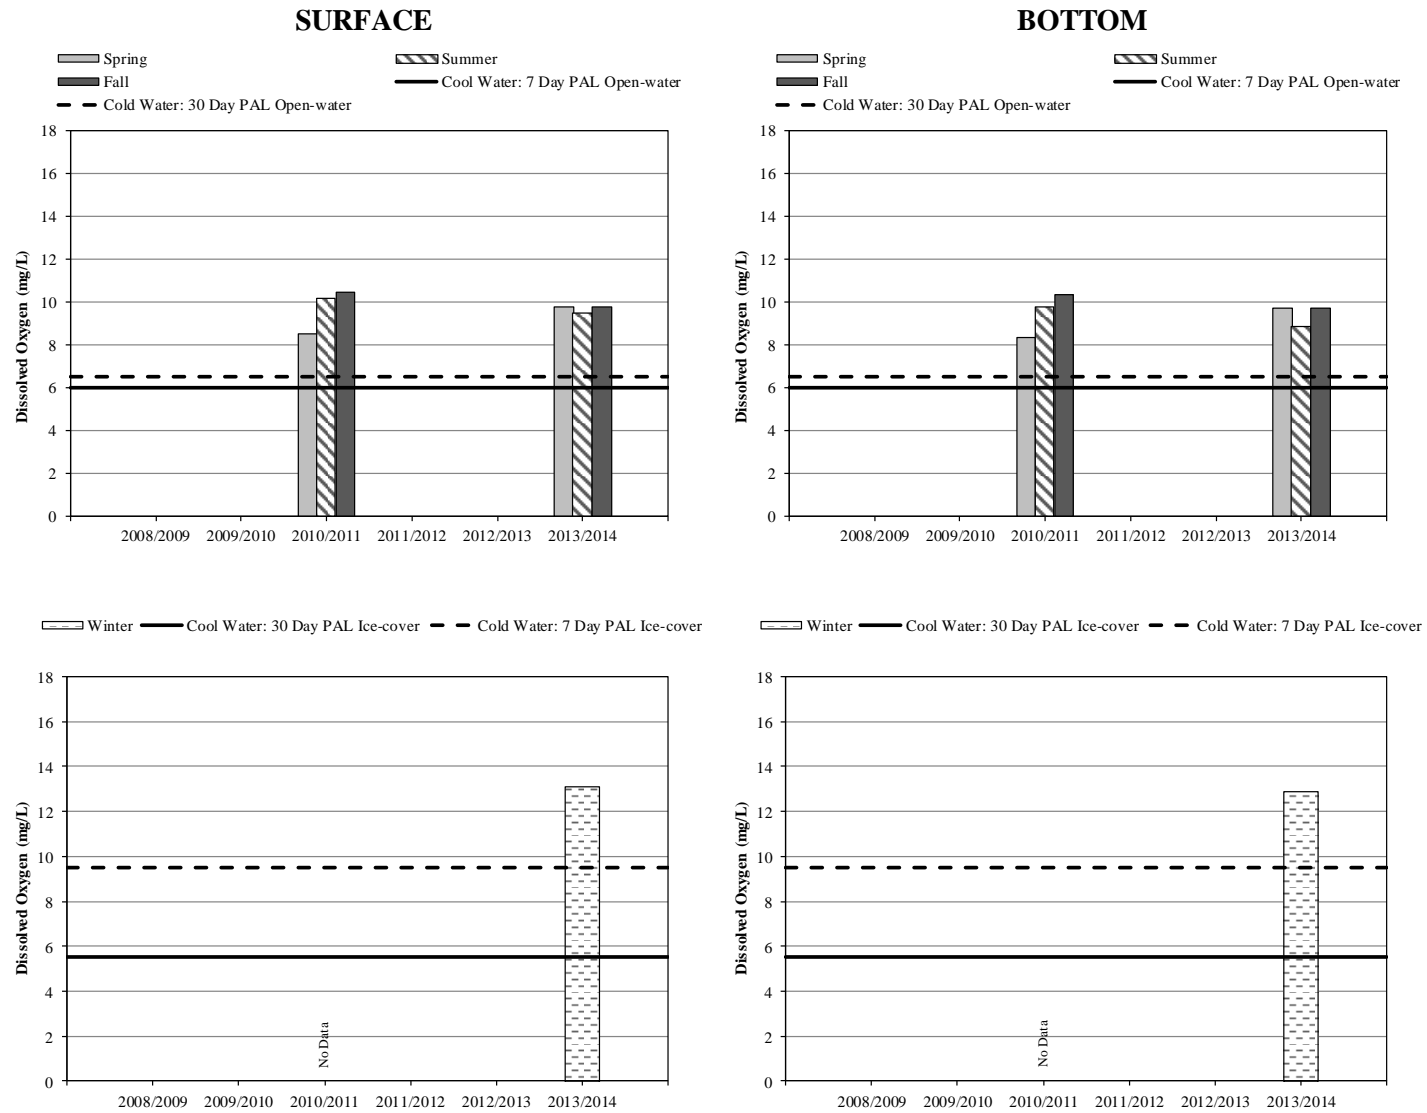 SURFACE
Spring
Summer
Fall
Cool Water: 7 Day PAL Open-water
Cold Water: 30 Day PAL Open-water
Dissolved Oxygen (mg/L)
18
16
14
12
10
8
6
4
2
0
2008/2009 2009/2010 2010/2011 2011/2012 2012/2013 2013/2014
BOTTOM
Spring
Summer
Fall
Cool Water: 7 Day PAL Open-water
Cold Water: 30 Day PAL Open-water
Dissolved Oxygen (mg/L)
18
16
14
12
10
8
6
4
2
0
2008/2009 2009/2010 2010/2011 2011/2012 2012/2013 2013/2014
Winter Cool Water: 30 Day PAL Ice-cover Cold Water: 7 Day PAL Ice-cover
Dissolved Oxygen (mg/L)
18
16
14
12
10
8
6
4
2
0
No Data
2008/2009 2009/2010 2010/2011 2011/2012 2012/2013 2013/2014
Winter Cool Water: 30 Day PAL Ice-cover Cold Water: 7 Day PAL Ice-cover
Dissolved Oxygen (mg/L)
18
16
14
12
10
8
6
4
2
0
No Data
2008/2009 2009/2010 2010/2011 2011/2012 2012/2013 2013/2014